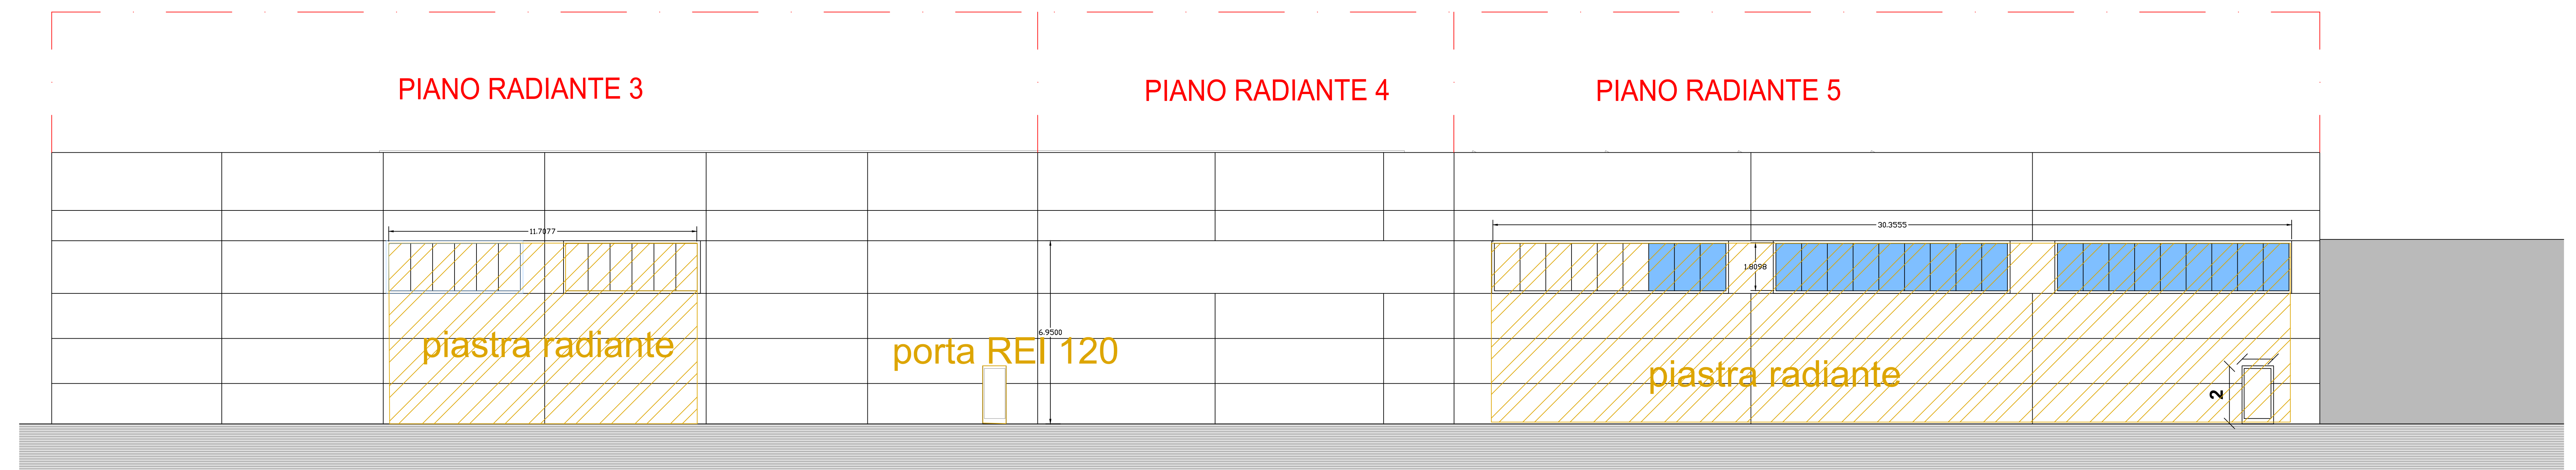 PIANO RADIANTE 3
PIANO RADIANTE 4
PIANO RADIANTE 5
11.7077
30.3555
1.8098
6.9500
piastra radiante
porta REI 120
piastra radiante
2